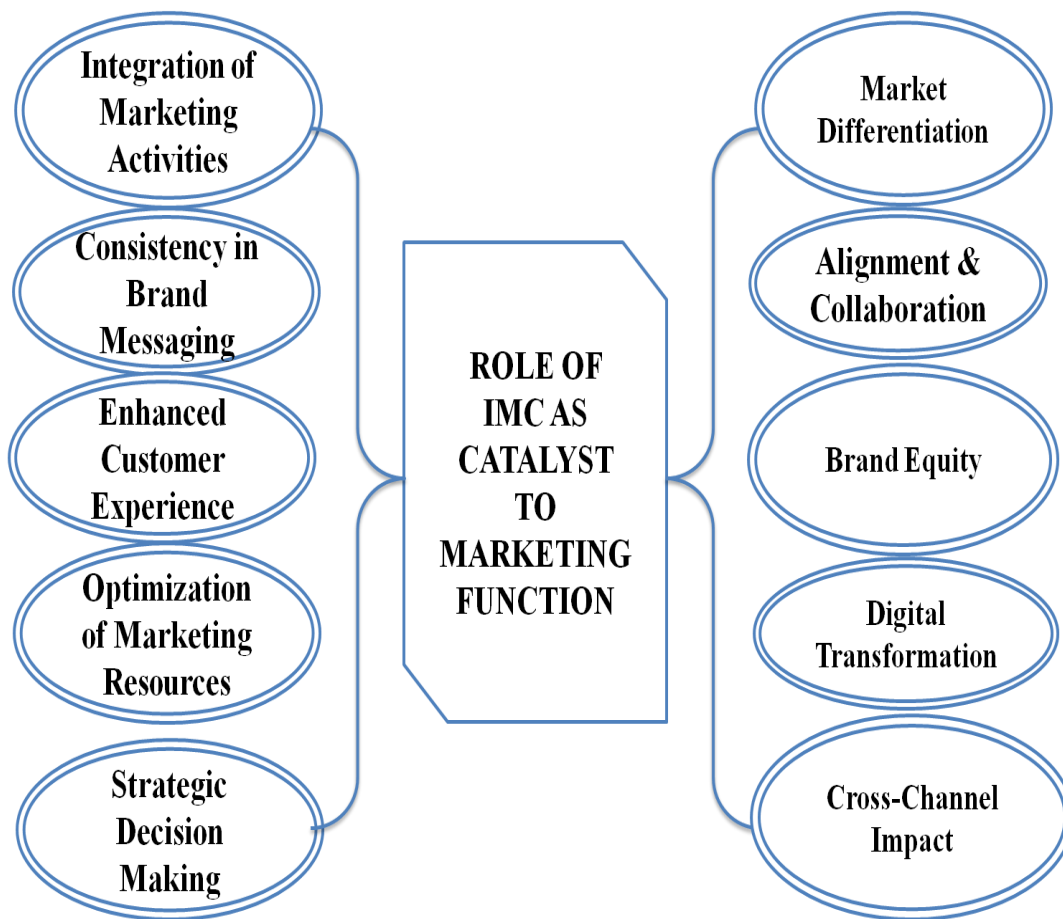 Integration of
Marketing
Activities
Consistency in
Brand
Messaging
Enhanced
Customer
Experience
Optimization
of Marketing
Resources
Strategic
Decision
Making
ROLE OF
IMC AS
CATALYST
TO
MARKETING
FUNCTION
Market
Differentiation
Alignment &
Collaboration
Brand Equity
Digital
Transformation
Cross-Channel
Impact